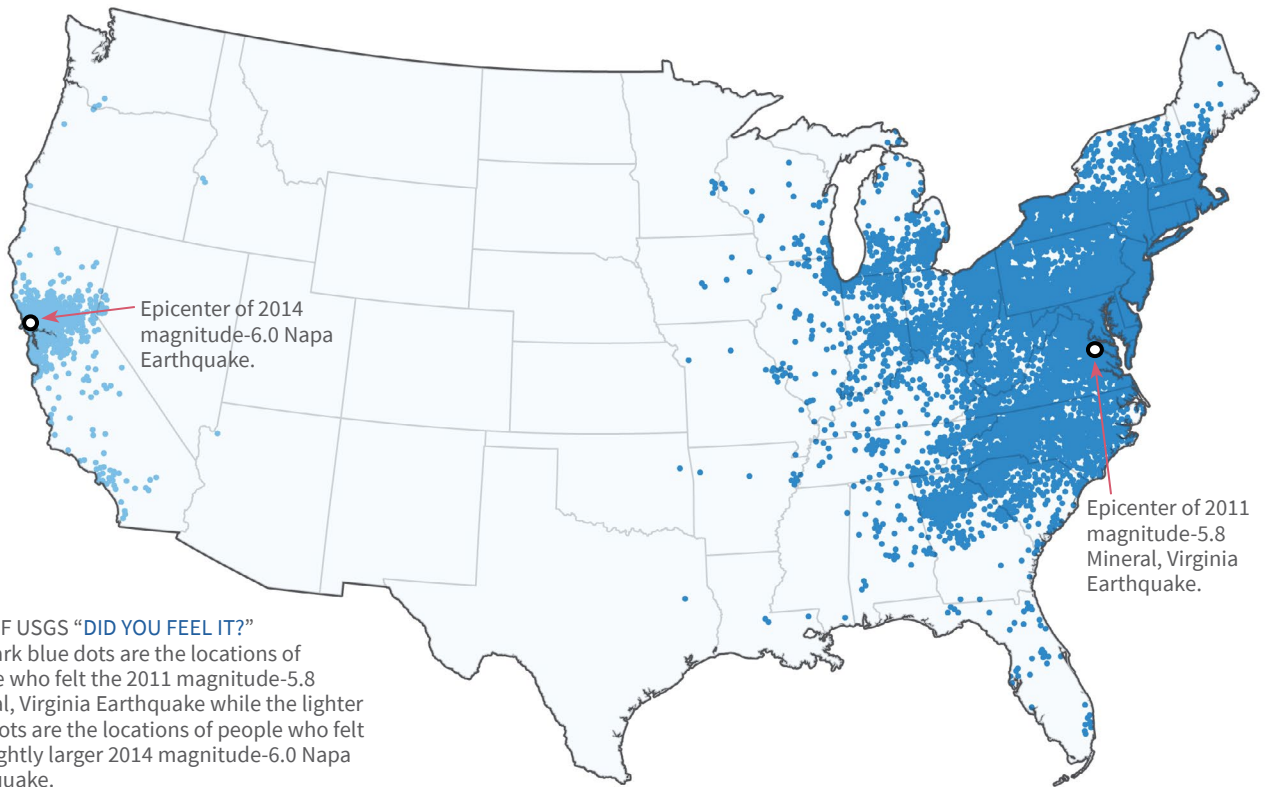 Epicenter of 2014
magnitude-6.0 Napa
Earthquake.
Epicenter of 2011
magnitude-5.8
Mineral, Virginia
Earthquake.
F USGS “DID YOU FEEL IT?”
ark blue dots are the locations of
e who felt the 2011 magnitude-5.8
l, Virginia Earthquake while the lighter
ots are the locations of people who felt
ghtly larger 2014 magnitude-6.0 Napa
quake.